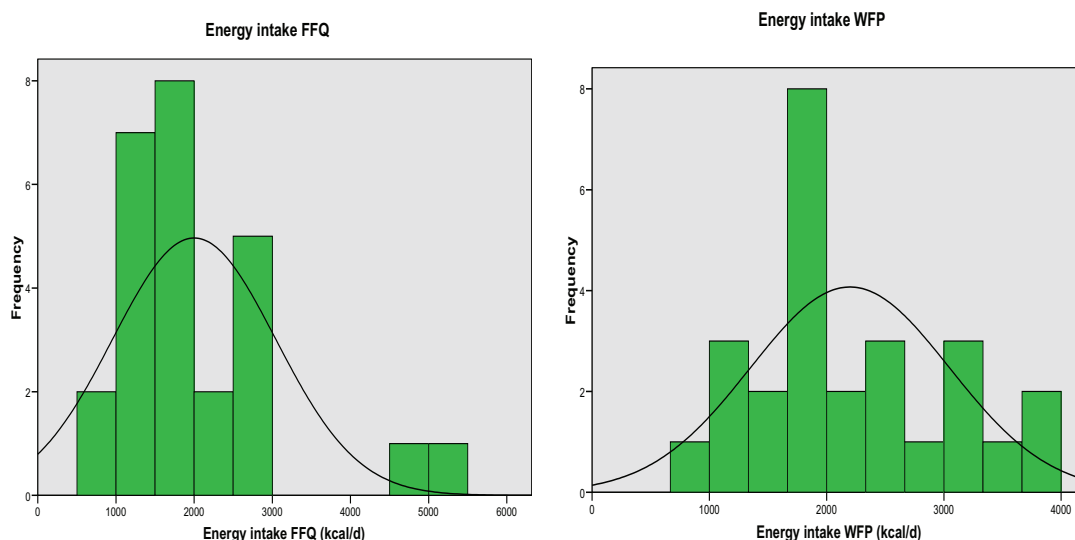 Energy intake FFQ
8
6
4
2
0
Frequency
0 1000 2000 3000 4000 5000 6000
Energy intake FFQ (kcal/d)
Energy intake WFP
8
6
4
2
0
Frequency
0 1000 2000 3000 4000
Energy intake WFP (kcal/d)